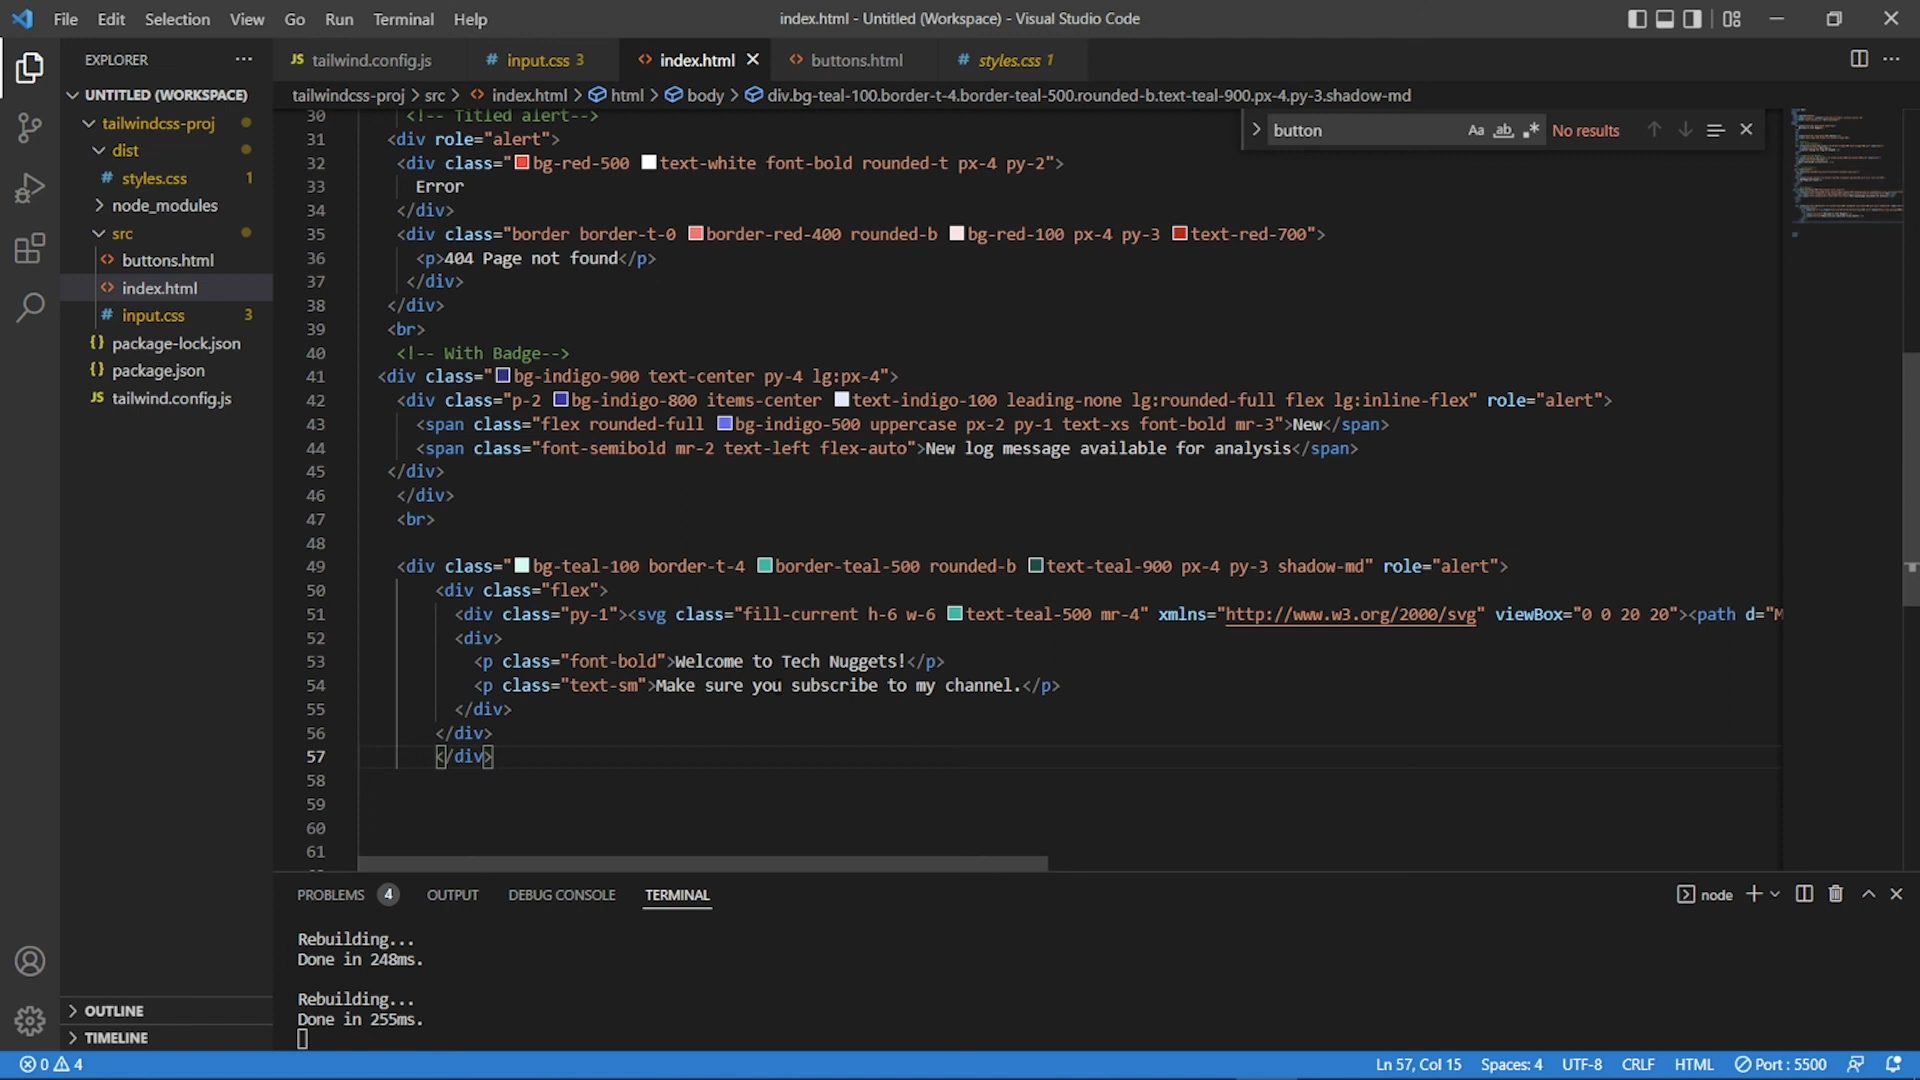 File Edit Selection View Go Run Terminal Help
index.html - Untitled (Workspace) - Visual Studio Code
EXPLORER
UNTITLED (WORKSPACE)
tailwindcss-proj
dist
# styles.css 1
node_modules
src
<> buttons.html
<> index.html
# input.css 3
{} package-lock.json
{} package.json
JS tailwind.config.js
OUTLINE
TIMELINE
JS tailwind.config.js
# input.css 3
<> index.html
<> buttons.html
# styles.css 1
tailwindcss-proj > src > <> index.html > html > body > div.bg-teal-100.border-t-4.border-teal-500.rounded-b.text-teal-900.px-4.py-3.shadow-md
button Aa ab .* No results
30 <!-- Titled alert-->
31 <div role="alert">
32 <div class="bg-red-500 text-white font-bold rounded-t px-4 py-2">
33 Error
34 </div>
35 <div class="border border-t-0 border-red-400 rounded-b bg-red-100 px-4 py-3 text-red-700">
36 <p>404 Page not found</p>
37 </div>
38 </div>
39 <br>
40 <!-- With Badge-->
41 <div class="bg-indigo-900 text-center py-4 lg:px-4">
42 <div class="p-2 bg-indigo-800 items-center text-indigo-100 leading-none lg:rounded-full flex lg:inline-flex" role="alert">
43 <span class="flex rounded-full bg-indigo-500 uppercase px-2 py-1 text-xs font-bold mr-3">New</span>
44 <span class="font-semibold mr-2 text-left flex-auto">New log message available for analysis</span>
45 </div>
46 </div>
47 <br>
48
49 <div class="bg-teal-100 border-t-4 border-teal-500 rounded-b text-teal-900 px-4 py-3 shadow-md" role="alert">
50 <div class="flex">
51 <div class="py-1"><svg class="fill-current h-6 w-6 text-teal-500 mr-4" xmlns="http://www.w3.org/2000/svg" viewBox="0 0 20 20"><path d="M
52 <div>
53 <p class="font-bold">Welcome to Tech Nuggets!</p>
54 <p class="text-sm">Make sure you subscribe to my channel.</p>
55 </div>
56 </div>
57 </div>
58
59
60
61
PROBLEMS 4 OUTPUT DEBUG CONSOLE TERMINAL
node
Rebuilding...
Done in 248ms.
Rebuilding...
Done in 255ms.
0 4
Ln 57, Col 15 Spaces: 4 UTF-8 CRLF HTML Port : 5500